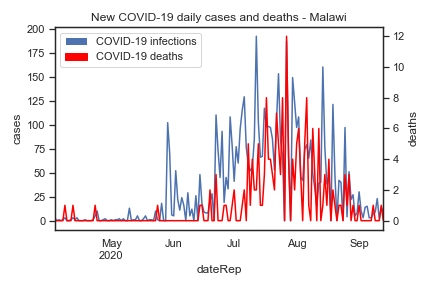 New COVID-19 daily cases and deaths - Malawi
COVID-19 infections
COVID-19 deaths
200
175
150
125
100
75
50
25
0
cases
12
10
8
6
4
2
0
deaths
May
2020
Jun
Jul
Aug
Sep
dateRep